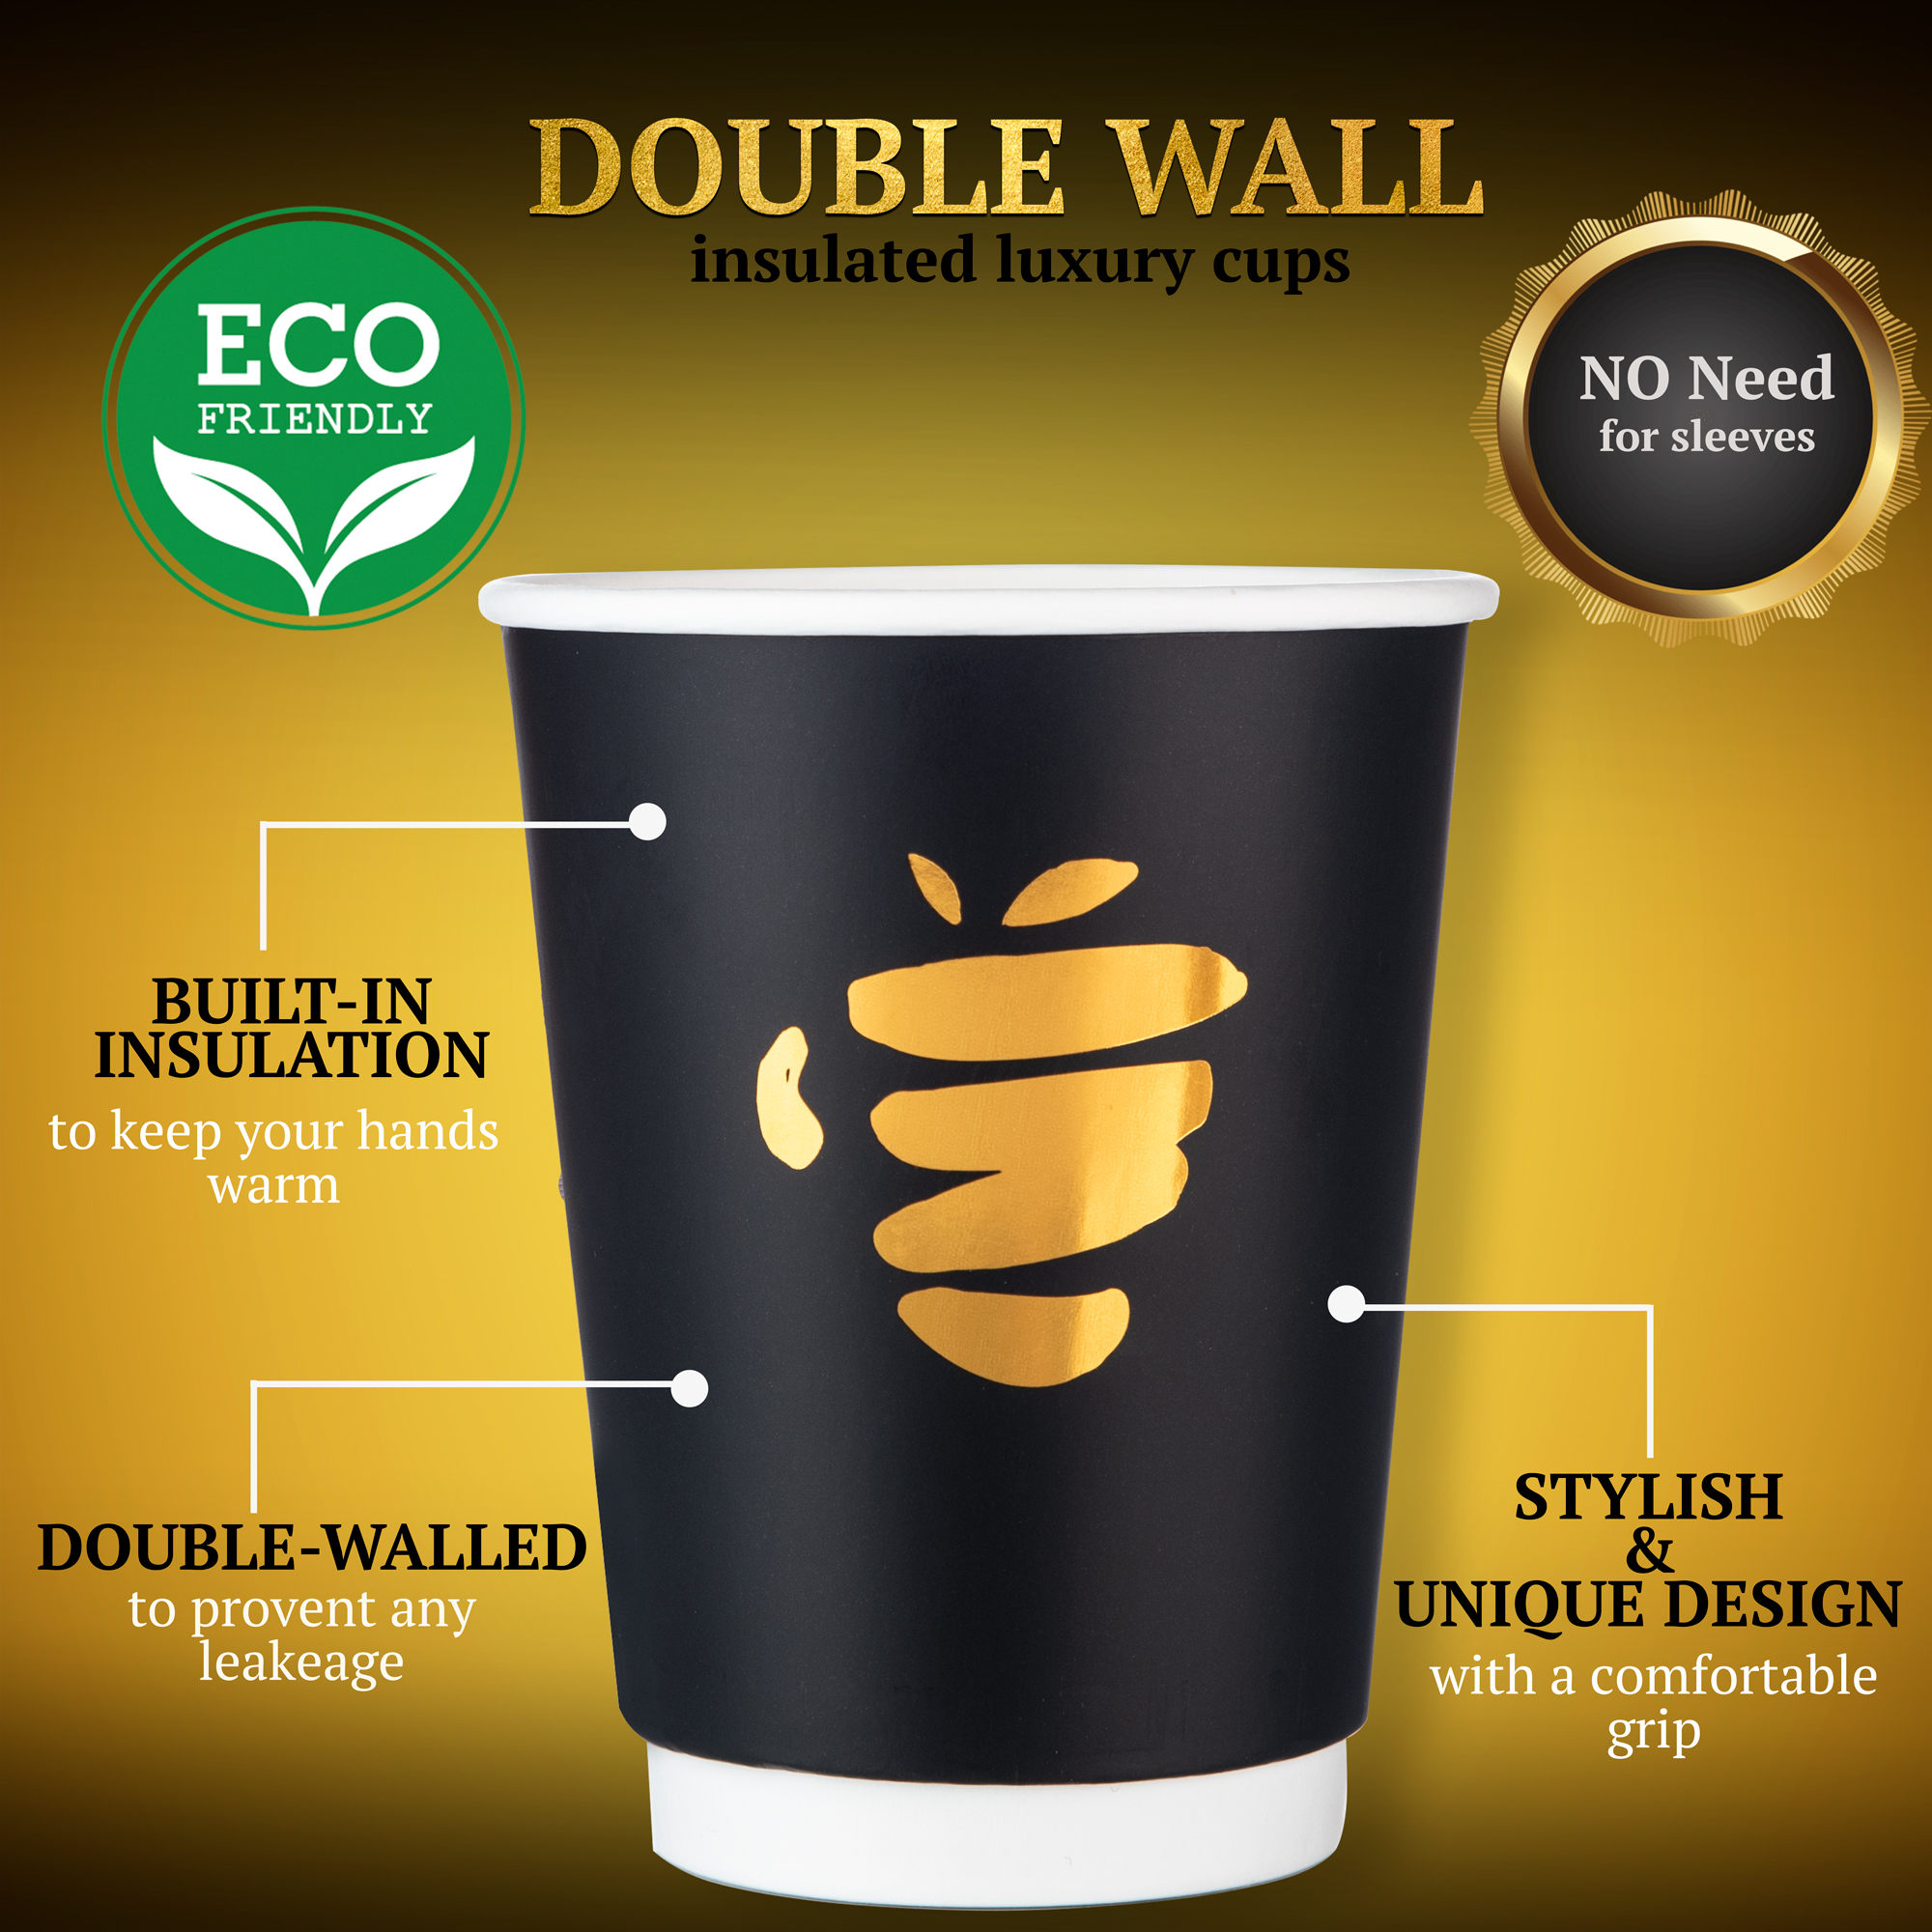 DOUBLE WALL
insulated luxury cups
ECO
FRIENDLY
NO Need
for sleeves
BUILT-IN
INSULATION
to keep your hands
warm
DOUBLE-WALLED
to provent any
leakeage
STYLISH
&
UNIQUE DESIGN
with a comfortable
grip